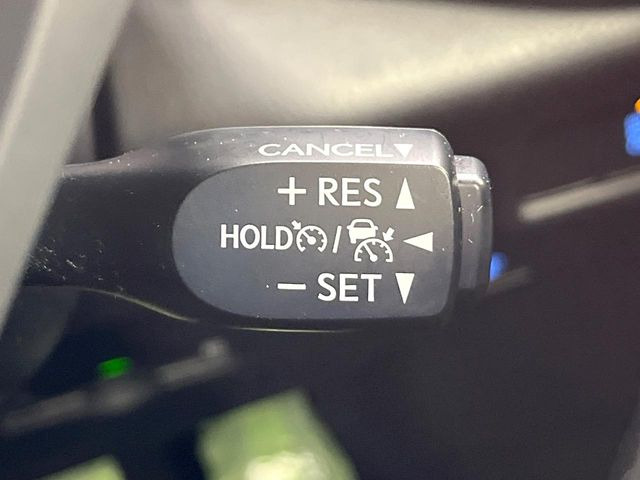 CANCEL▼
+ RES ▲
HOLD / ◀
− SET ▼